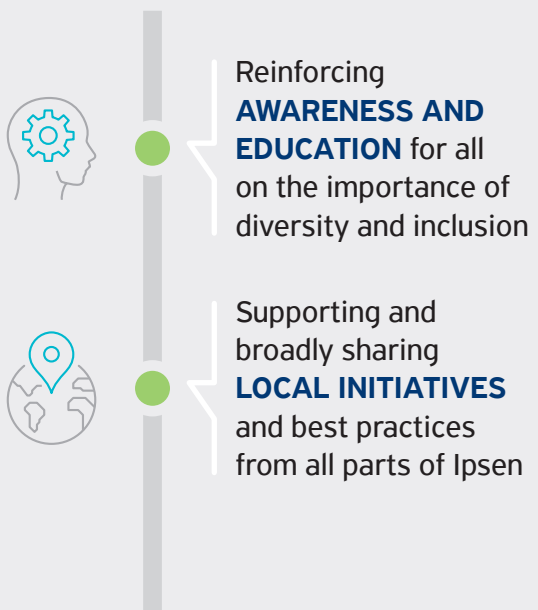 Reinforcing
AWARENESS AND
EDUCATION for all
on the importance of
diversity and inclusion
Supporting and
broadly sharing
LOCAL INITIATIVES
and best practices
from all parts of Ipsen